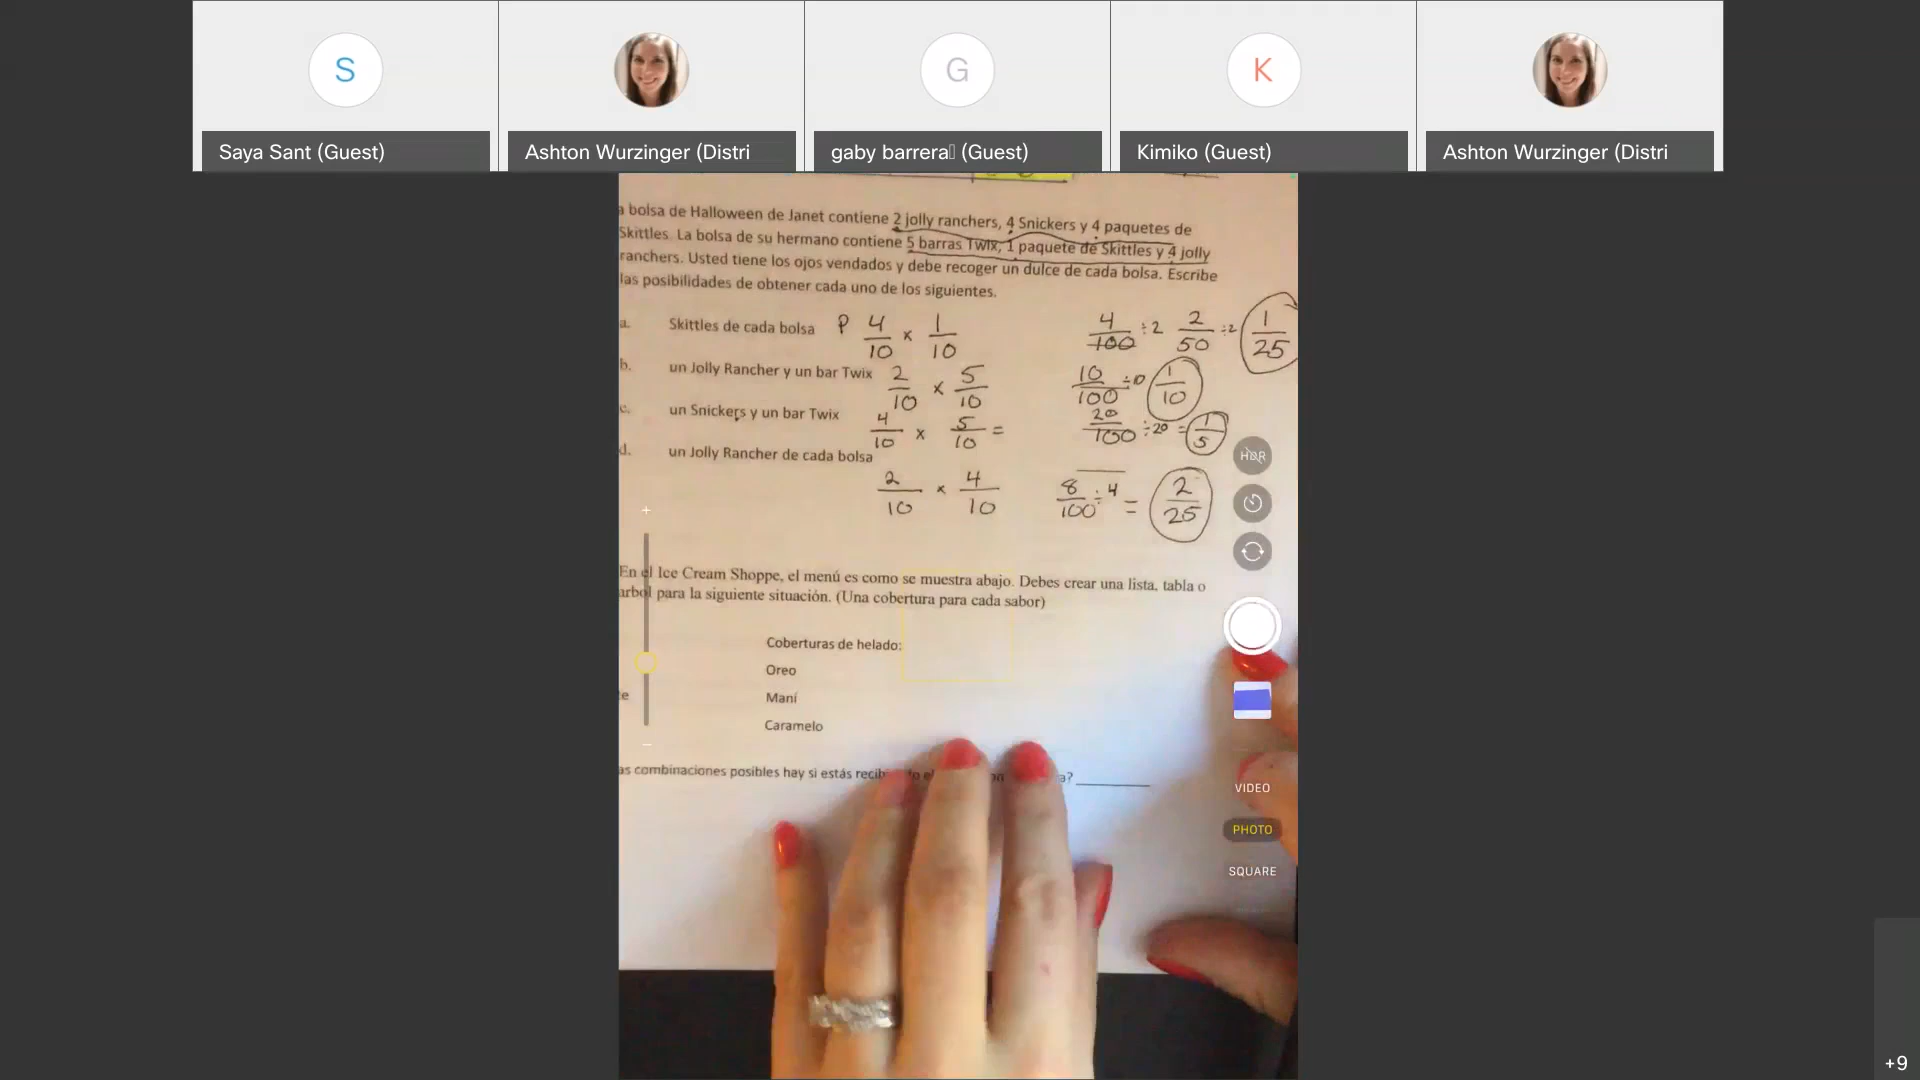 S
G
K
Saya Sant (Guest)
Ashton Wurzinger (Distri
gaby barrera (Guest)
Kimiko (Guest)
Ashton Wurzinger (Distri
a bolsa de Halloween de Janet contiene 2 jolly ranchers, 4 Snickers y 4 paquetes de
Skittles. La bolsa de su hermano contiene 5 barras Twix, 1 paquete de Skittles y 4 jolly
ranchers. Usted tiene los ojos vendados y debe recoger un dulce de cada bolsa. Escribe
las posibilidades de obtener cada uno de los siguientes.
a. Skittles de cada bolsa P 4/10 x 1/10 4/100 ÷2 2/50 ÷2 1/25
b. un Jolly Rancher y un bar Twix 2/10 x 5/10 10/100 ÷10 1/10
c. un Snickers y un bar Twix 4/10 x 5/10 = 20/100 ÷20 = 1/5
d. un Jolly Rancher de cada bolsa 2/10 x 4/10 8/100 ÷4 = 2/25
En el Ice Cream Shoppe, el menú es como se muestra abajo. Debes crear una lista, tabla o
arbol para la siguiente situación. (Una cobertura para cada sabor)
Coberturas de helado:
Oreo
Maní
Caramelo
as combinaciones posibles hay si estás a?
HDR
VIDEO
PHOTO
SQUARE
+9